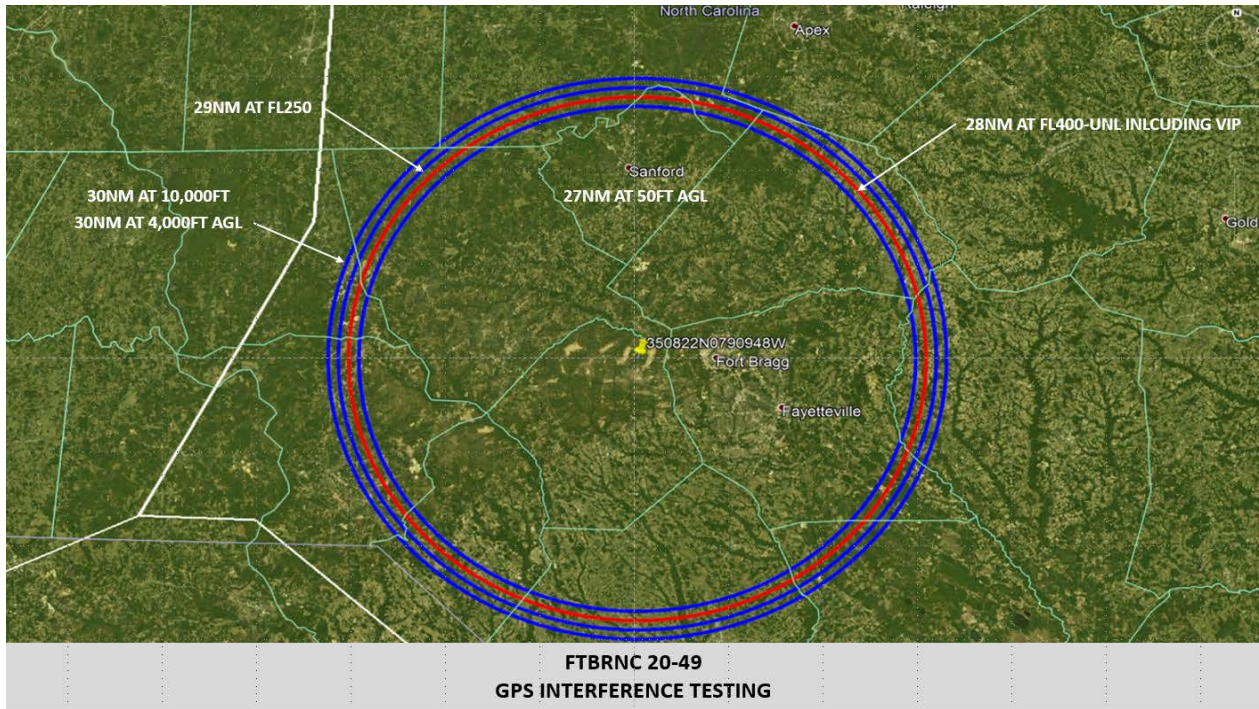 North Carolina
Raleigh
Apex
29NM AT FL250
28NM AT FL400-UNL INLCUDING VIP
Sanford
30NM AT 10,000FT
27NM AT 50FT AGL
30NM AT 4,000FT AGL
Gold
350822N0790948W
Fort Bragg
Fayetteville
FTBRNC 20-49
GPS INTERFERENCE TESTING
N